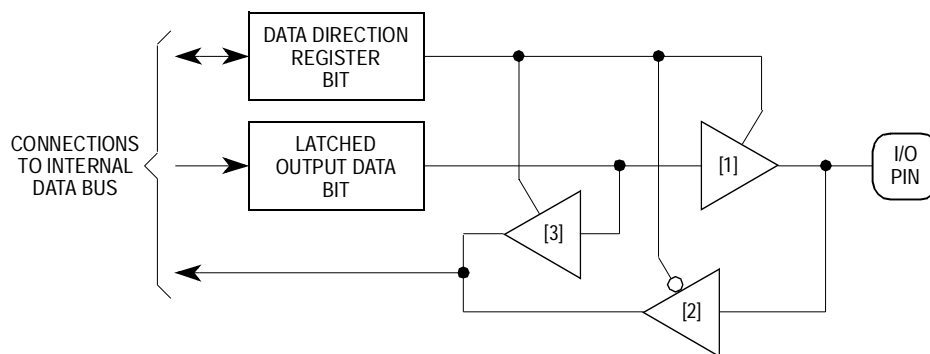 DATA DIRECTION
REGISTER
BIT
CONNECTIONS
TO INTERNAL
DATA BUS
LATCHED
OUTPUT DATA
BIT
[1]
I/O
PIN
[3]
[2]